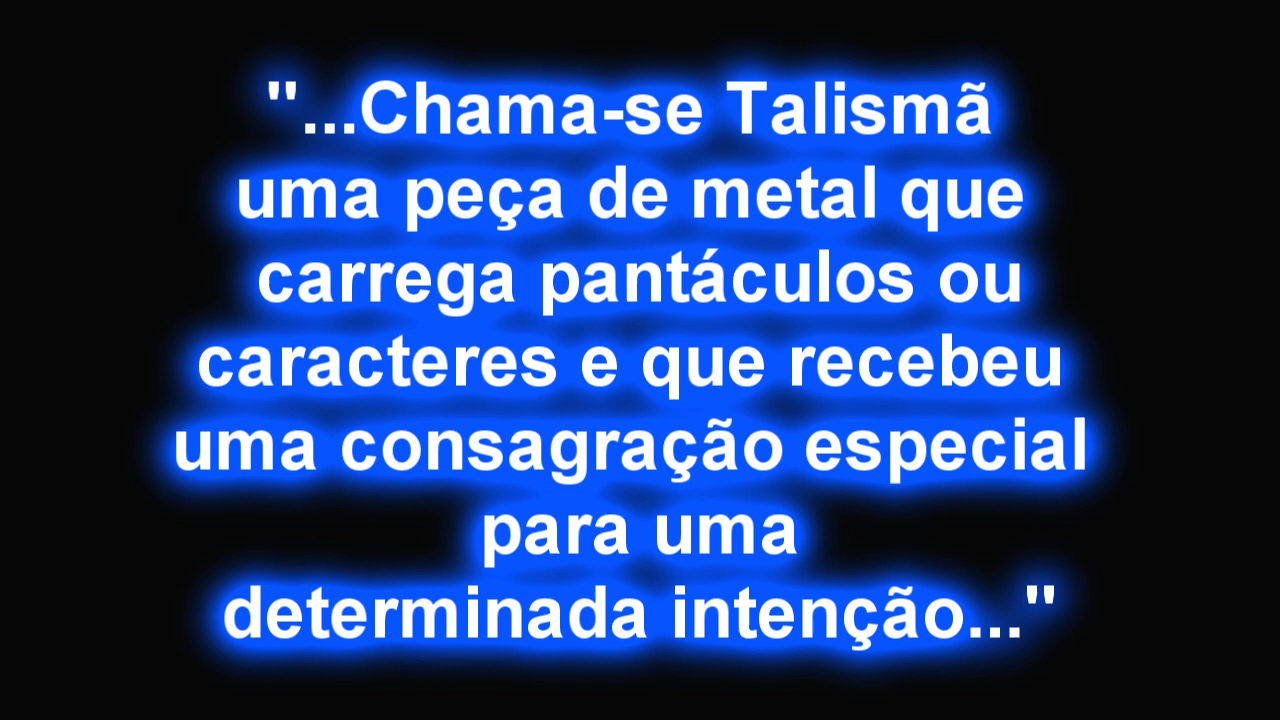 "...Chama-se Talismã
uma peça de metal que
carrega pantáculos ou
caracteres e que recebeu
uma consagração especial
para uma
determinada intenção..."